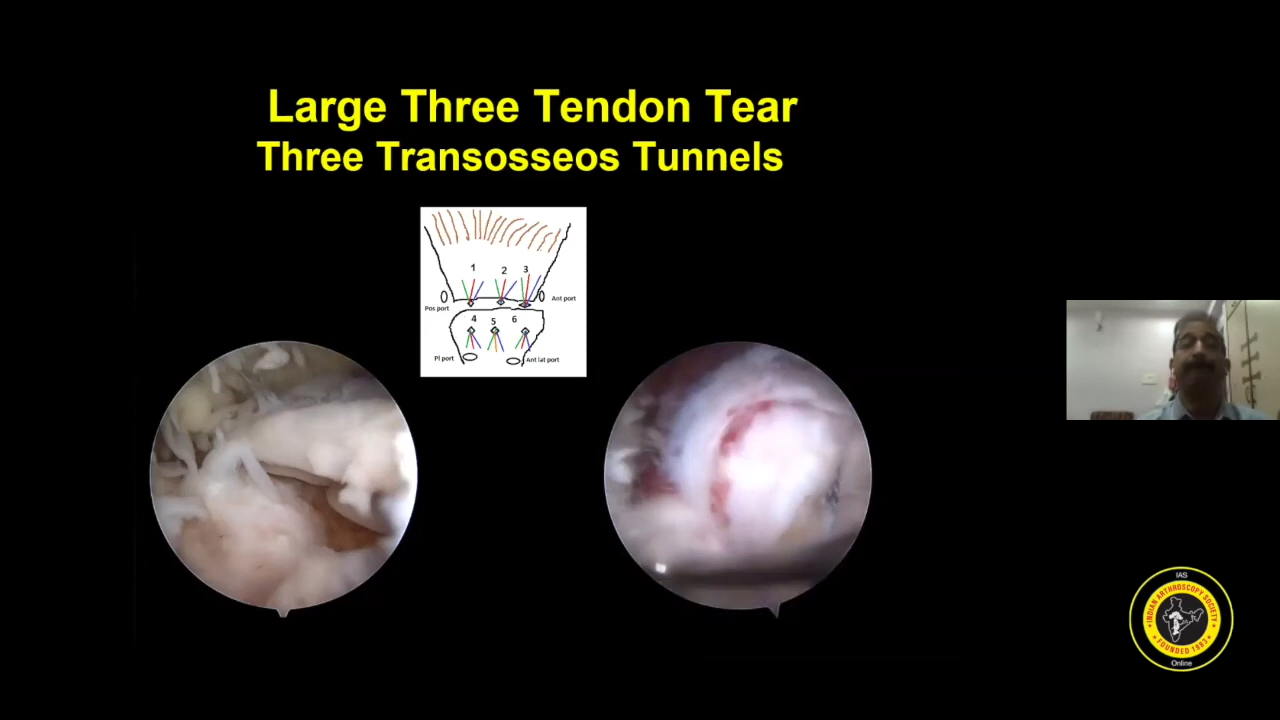 Large Three Tendon Tear
Three Transosseos Tunnels
1
2
3
Pos port
Ant port
4
5
6
Pl port
Ant lat port
IAS
INDIAN ARTHROSCOPY SOCIETY
FOUNDED 1983
Online